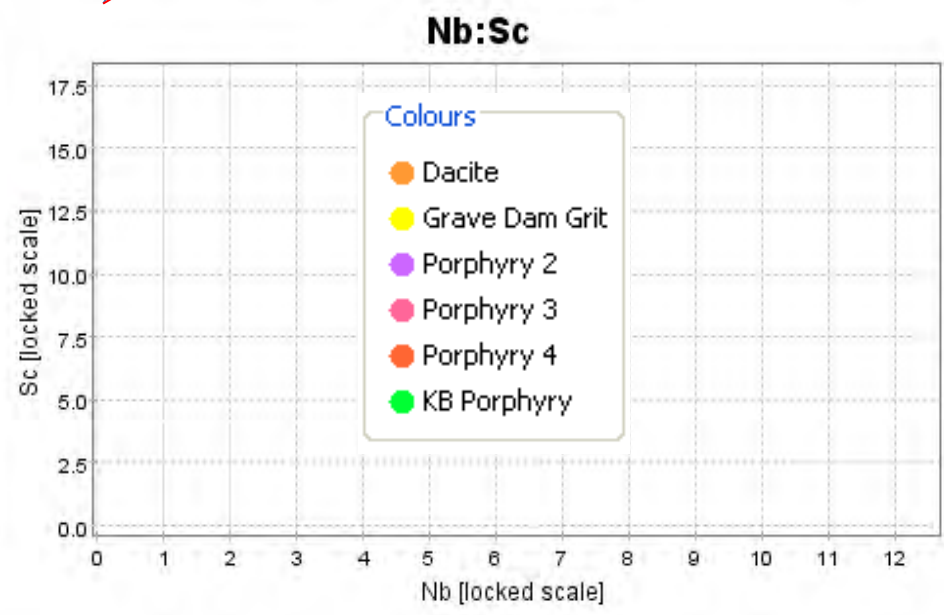 Nb:Sc
17.5
15.0
12.5
10.0
7.5
5.0
2.5
0.0
Sc [locked scale]
Colours
Dacite
Grave Dam Grit
Porphyry 2
Porphyry 3
Porphyry 4
KB Porphyry
0 1 2 3 4 5 6 7 8 9 10 11 12
Nb [locked scale]